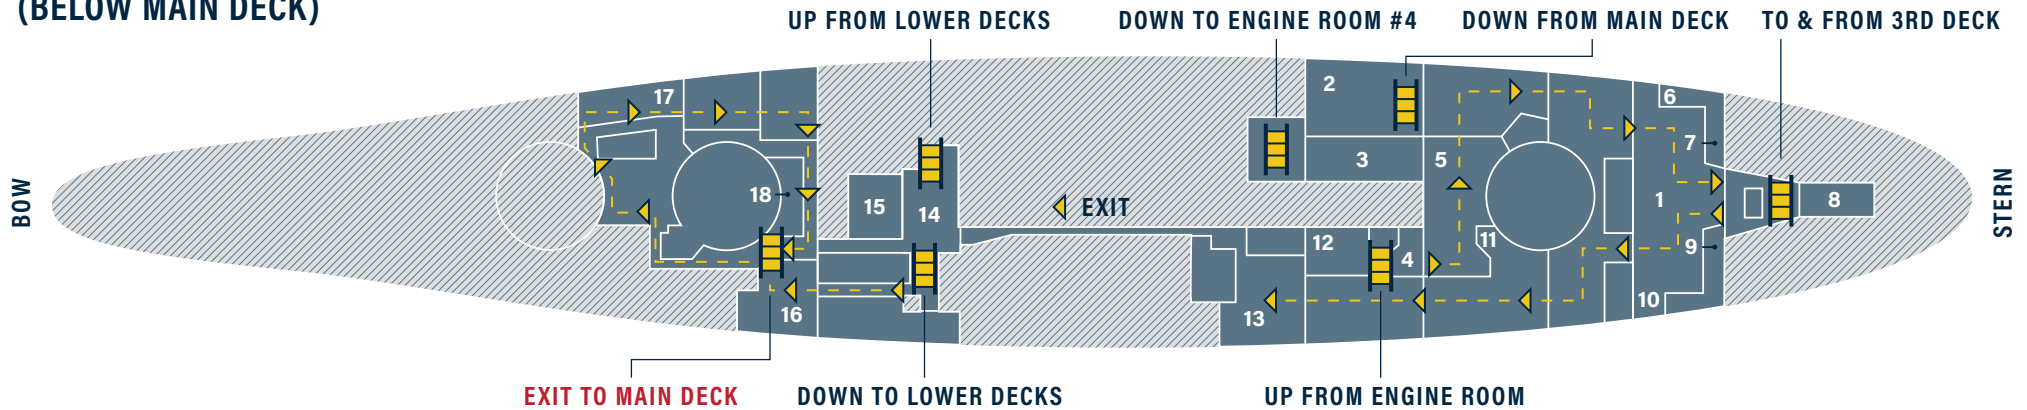 (BELOW MAIN DECK)
UP FROM LOWER DECKS
DOWN TO ENGINE ROOM #4
DOWN FROM MAIN DECK
TO & FROM 3RD DECK
BOW
17
18
15
14
EXIT
2
3
5
6
7
1
8
12
4
11
9
10
13
16
STERN
EXIT TO MAIN DECK
DOWN TO LOWER DECKS
UP FROM ENGINE ROOM